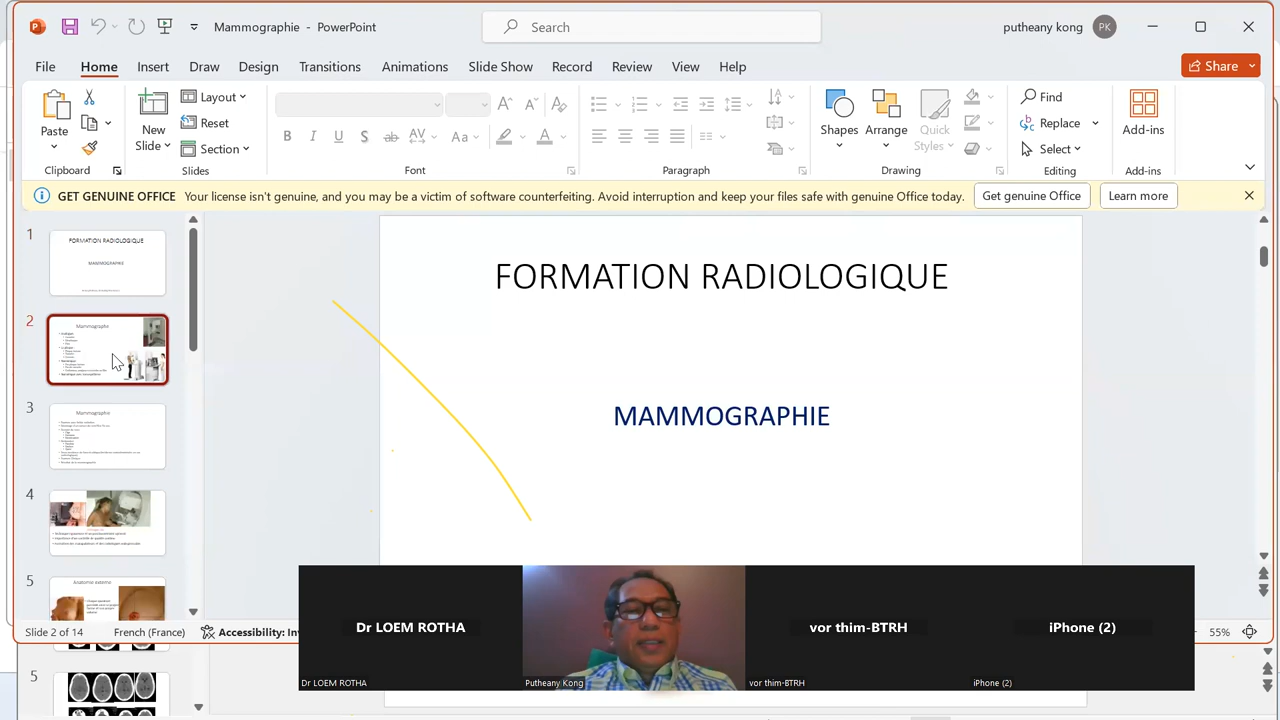 Mammographie - PowerPoint
Search
putheany kong
PK
File Home Insert Draw Design Transitions Animations Slide Show Record Review View Help
Share
Paste
Clipboard
New
Slide
Layout
Reset
Section
Slides
Font
Paragraph
Shapes
Arrange
Quick
Styles
Drawing
Find
Replace
Select
Editing
Add-ins
Add-ins
GET GENUINE OFFICE Your license isn't genuine, and you may be a victim of software counterfeiting. Avoid interruption and keep your files safe with genuine Office today.
Get genuine Office
Learn more
1
FORMATION RADIOLOGIQUE
MAMMOGRAPHIE
2
Mammographie
3
Mammographie
4
5
Anatomie externe
FORMATION RADIOLOGIQUE
MAMMOGRAPHIE
Slide 2 of 14
French (France)
Accessibility: Inv
55%
Dr LOEM ROTHA
vor thim-BTRH
iPhone (2)
Dr LOEM ROTHA
Putheany Kong
vor thim-BTRH
iPhone (2)
5